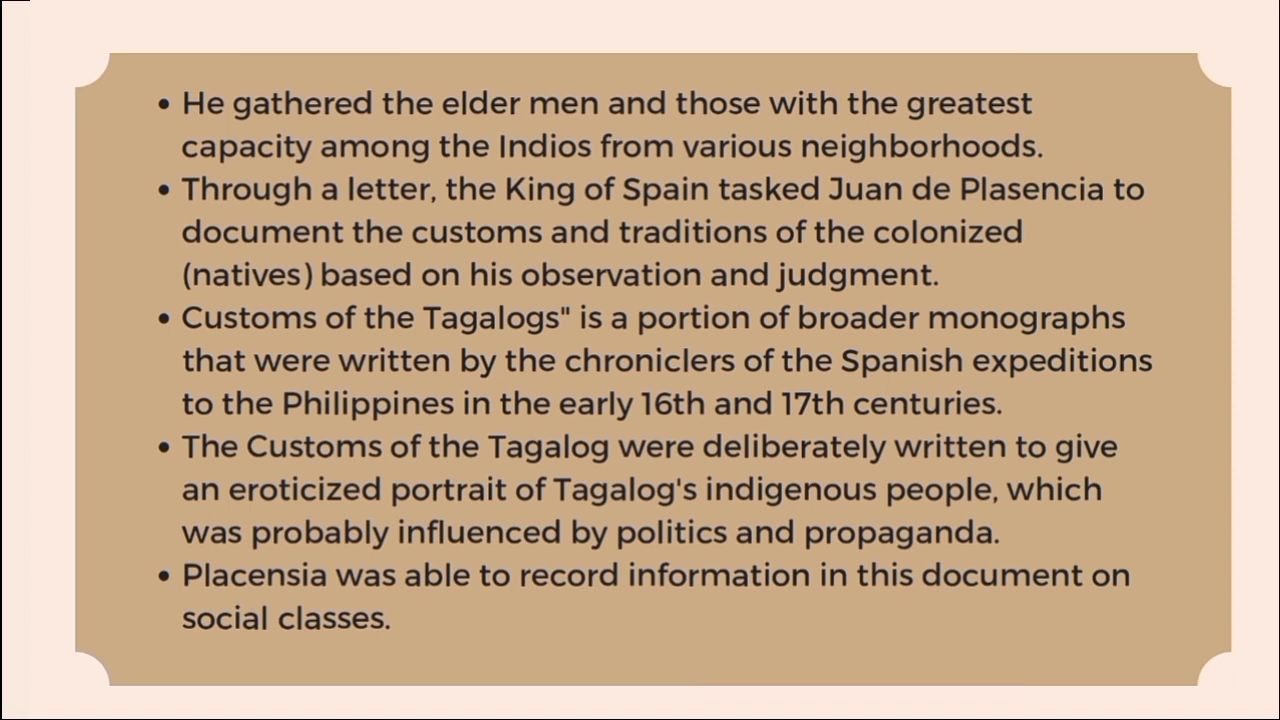 • He gathered the elder men and those with the greatest
capacity among the Indios from various neighborhoods.
• Through a letter, the King of Spain tasked Juan de Plasencia to
document the customs and traditions of the colonized
(natives) based on his observation and judgment.
• Customs of the Tagalogs" is a portion of broader monographs
that were written by the chroniclers of the Spanish expeditions
to the Philippines in the early 16th and 17th centuries.
• The Customs of the Tagalog were deliberately written to give
an eroticized portrait of Tagalog's indigenous people, which
was probably influenced by politics and propaganda.
• Placensia was able to record information in this document on
social classes.